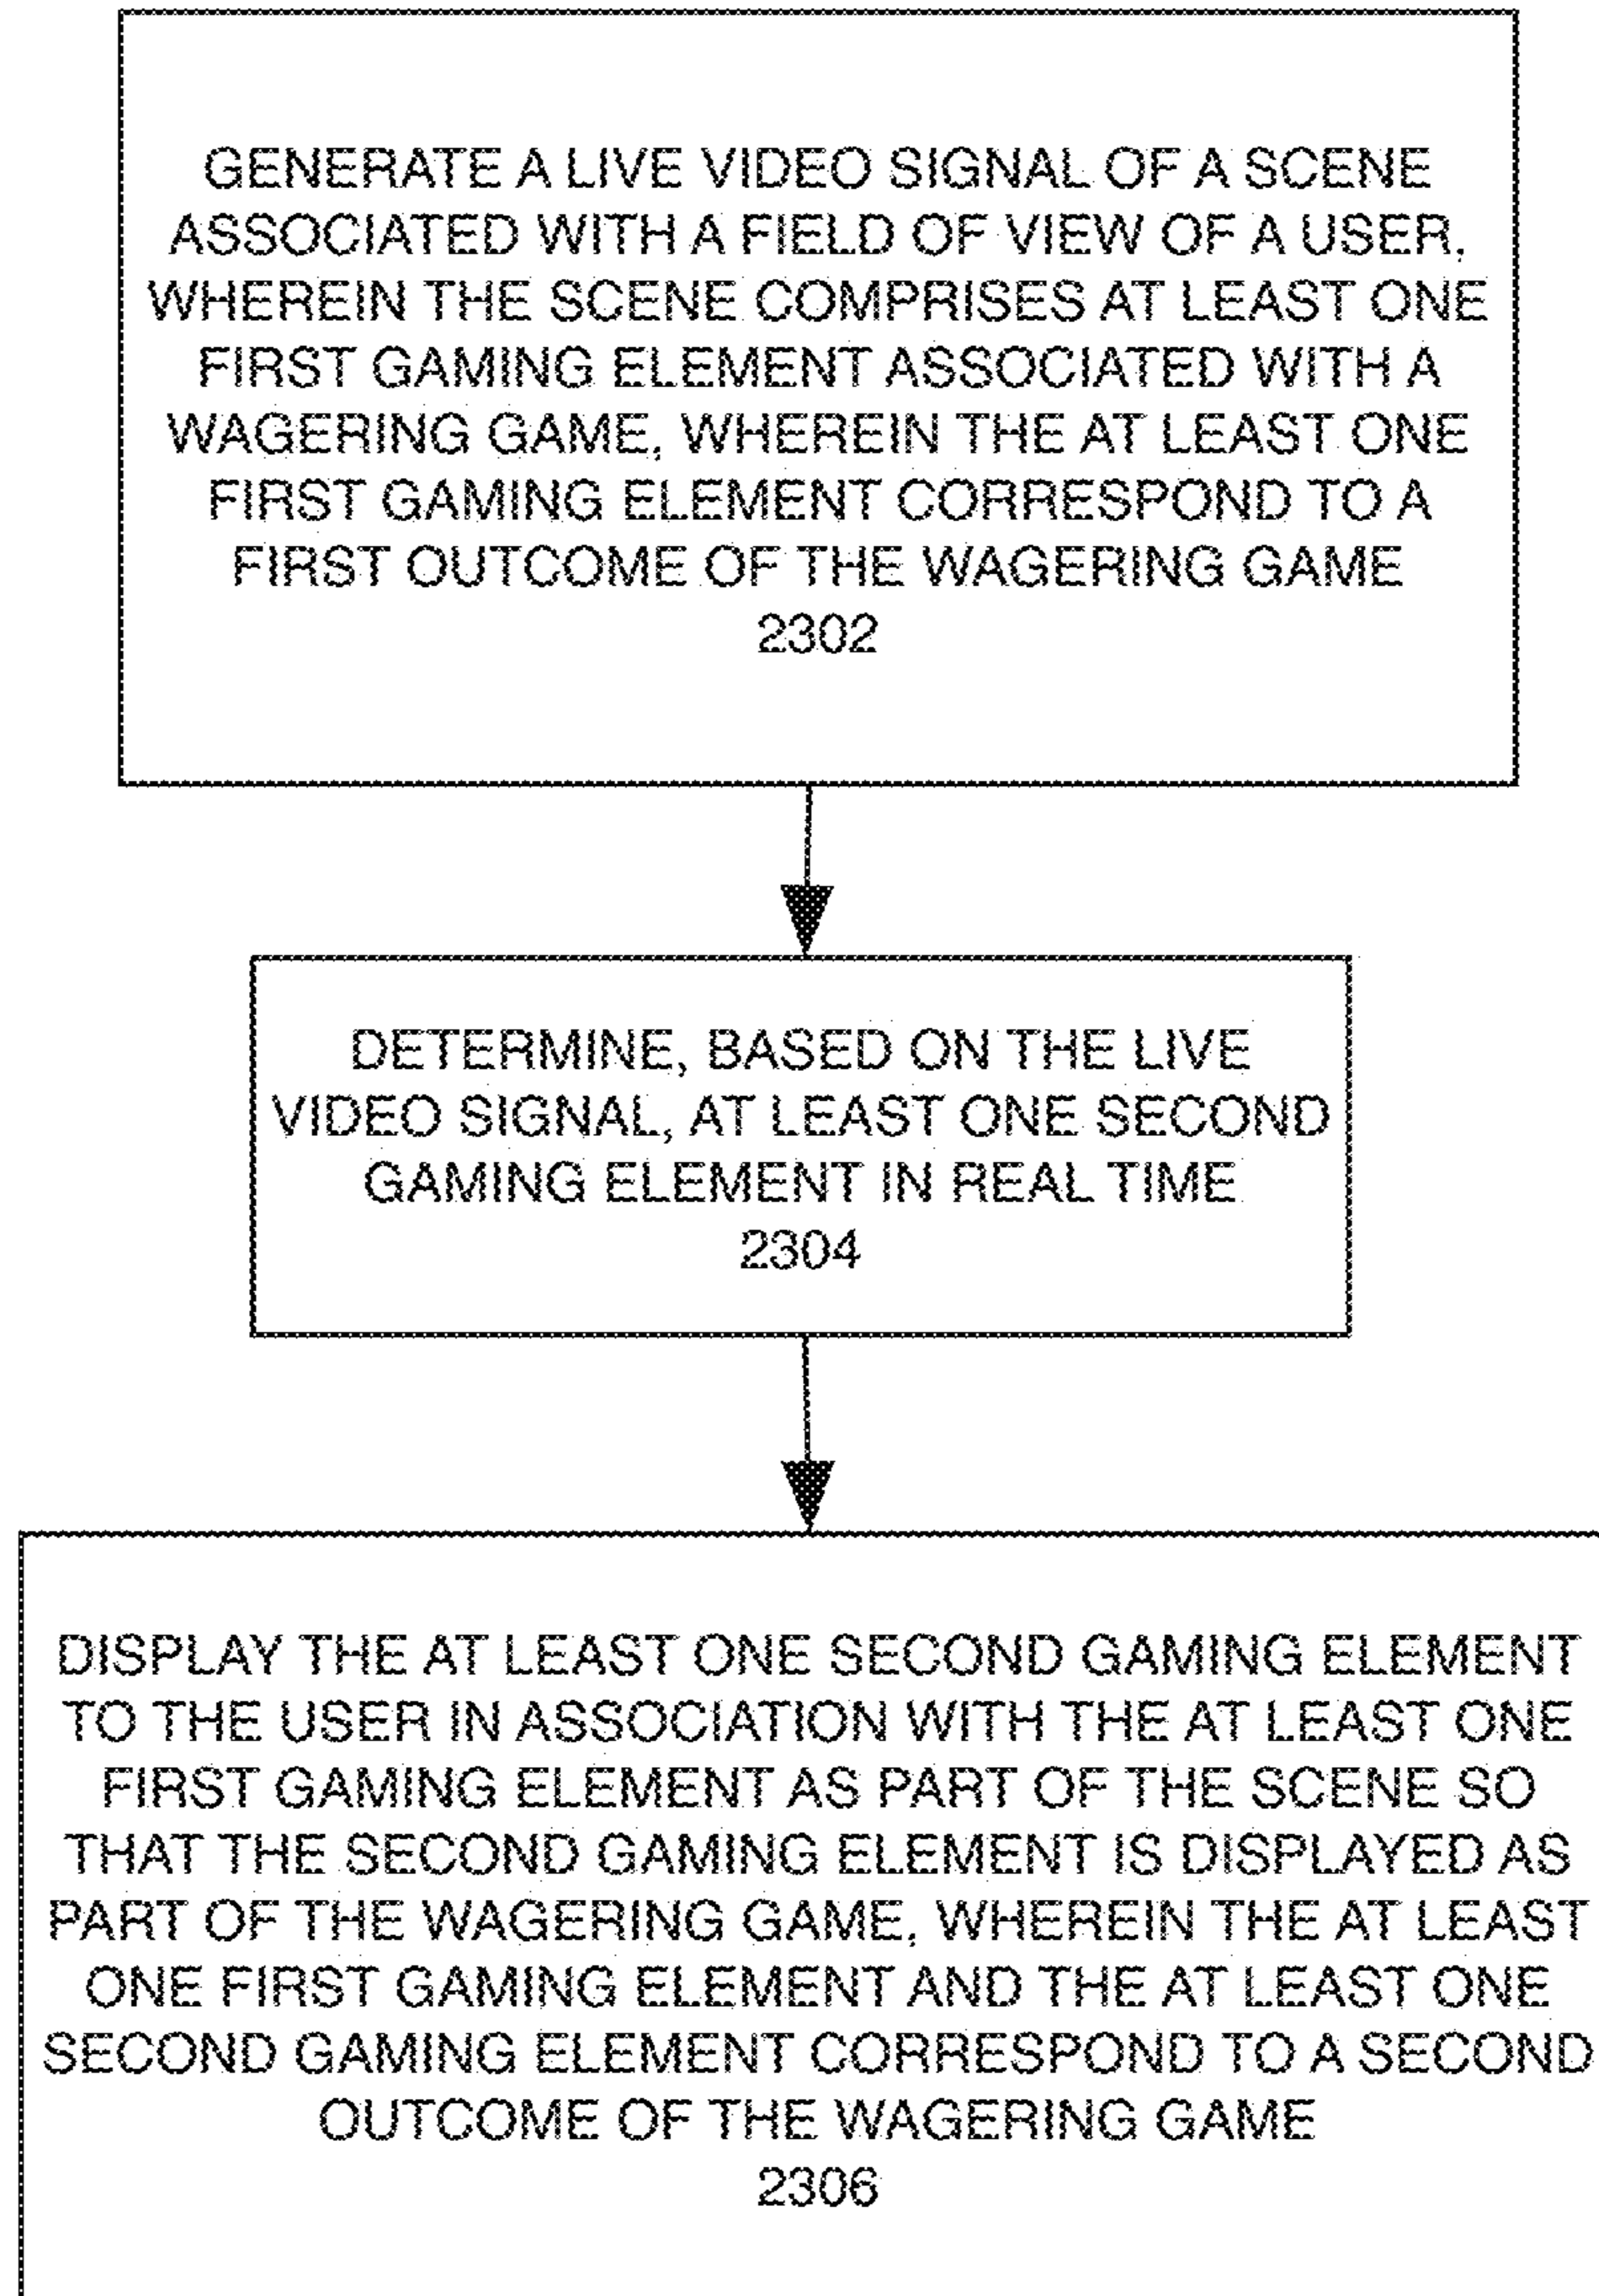 GENERATE A LIVE VIDEO SIGNAL OF A SCENE
ASSOCIATED WITH A FIELD OF VIEW OF A USER,
WHEREIN THE SCENE COMPRISES AT LEAST ONE
FIRST GAMING ELEMENT ASSOCIATED WITH A
WAGERING GAME, WHEREIN THE AT LEAST ONE
FIRST GAMING ELEMENT CORRESPOND TO A
FIRST OUTCOME OF THE WAGERING GAME
2302
DETERMINE, BASED ON THE LIVE
VIDEO SIGNAL, AT LEAST ONE SECOND
GAMING ELEMENT IN REAL TIME
2304
DISPLAY THE AT LEAST ONE SECOND GAMING ELEMENT
TO THE USER IN ASSOCIATION WITH THE AT LEAST ONE
FIRST GAMING ELEMENT AS PART OF THE SCENE SO
THAT THE SECOND GAMING ELEMENT IS DISPLAYED AS
PART OF THE WAGERING GAME, WHEREIN THE AT LEAST
ONE FIRST GAMING ELEMENT AND THE AT LEAST ONE
SECOND GAMING ELEMENT CORRESPOND TO A SECOND
OUTCOME OF THE WAGERING GAME
2306